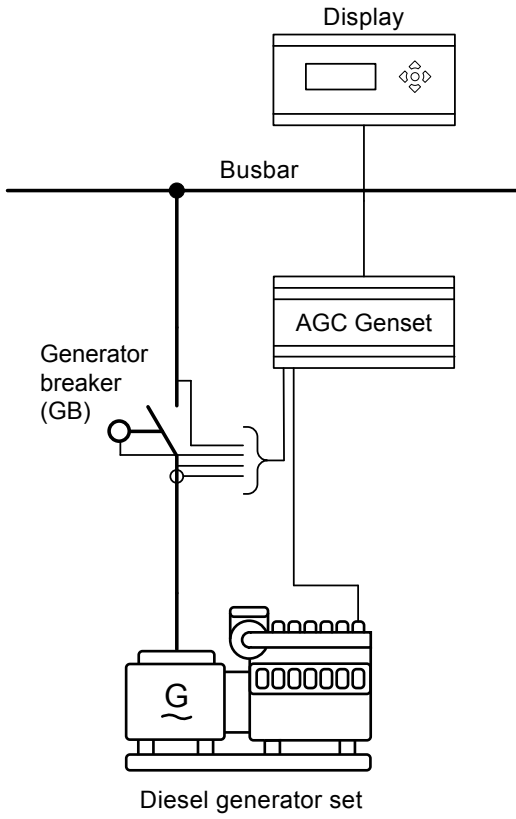 Display
Busbar
AGC Genset
Generator
breaker
(GB)
G
Diesel generator set